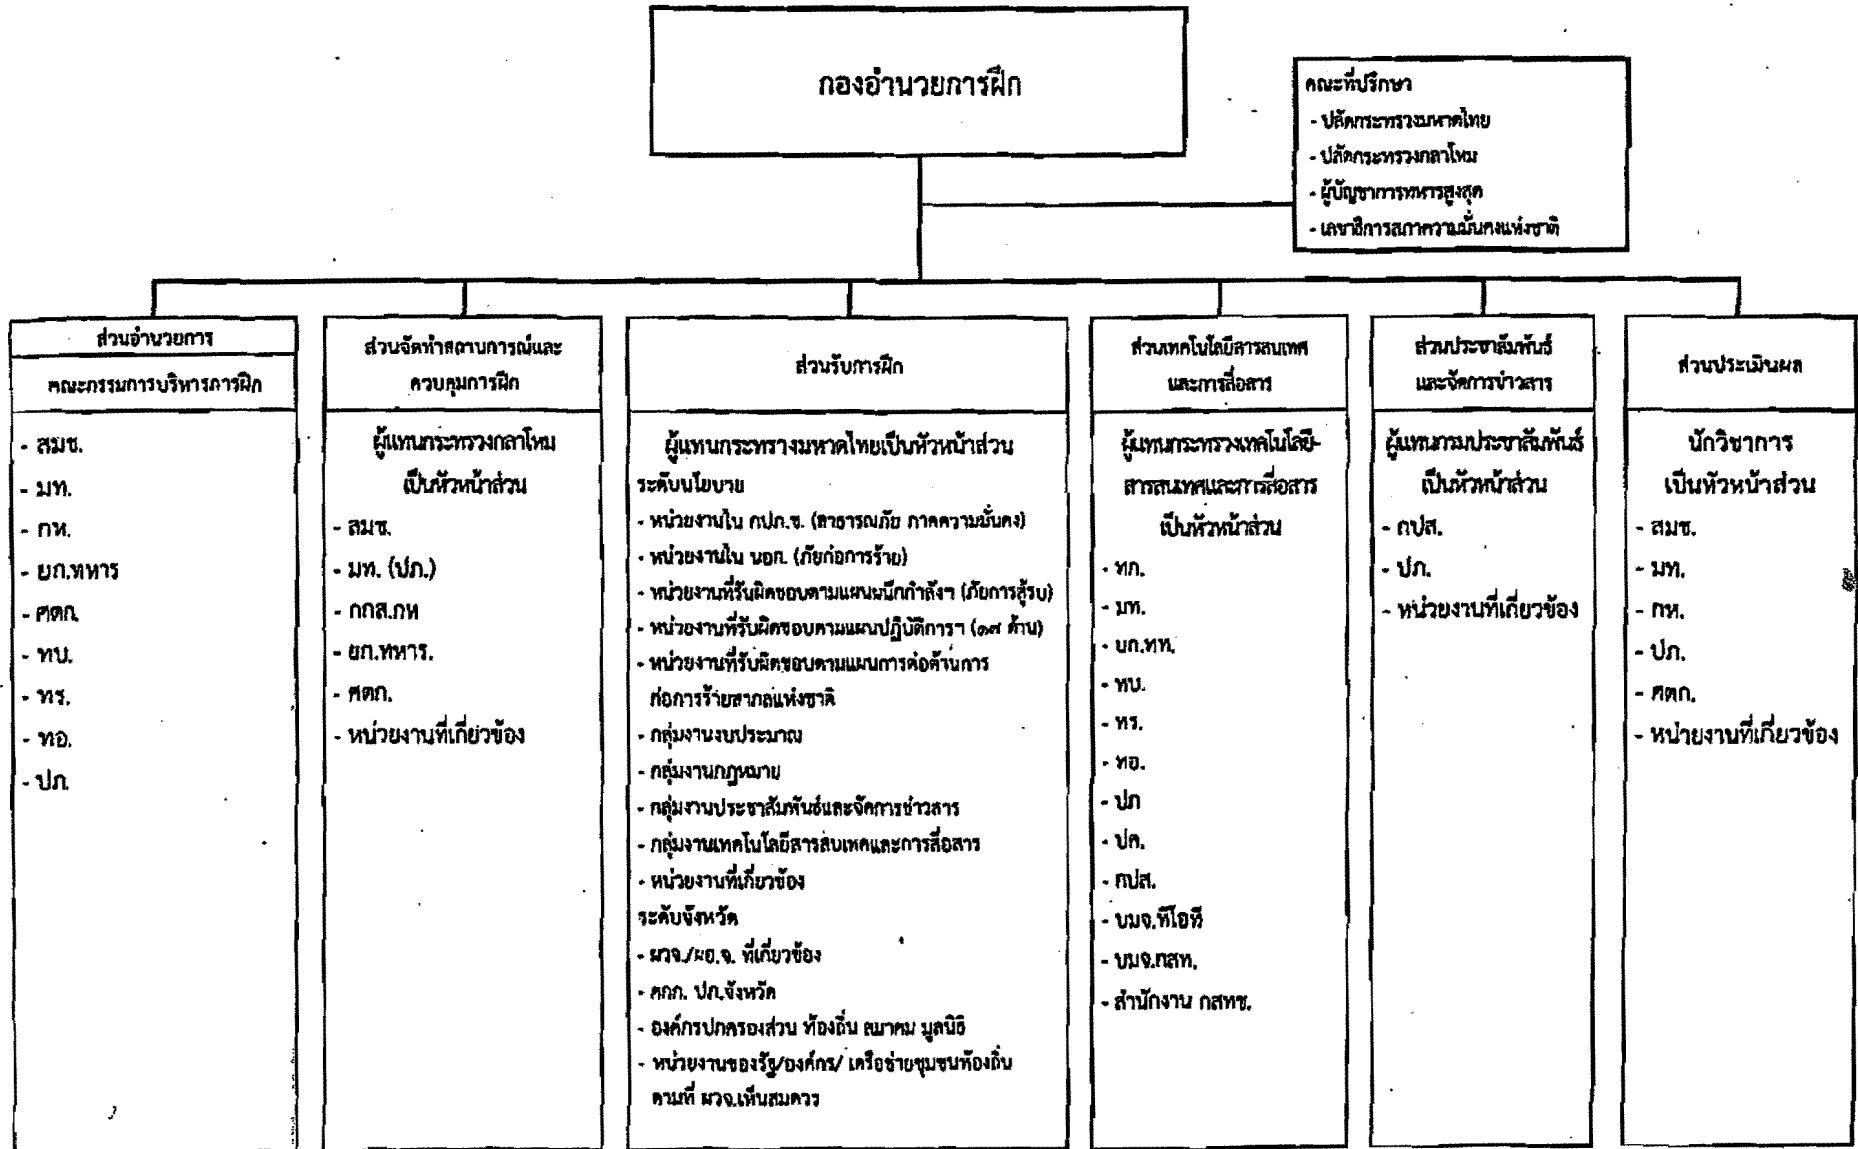 กองอำนวยการฝึก
คณะที่ปรึกษา
- ปลัดกระทรวงมหาดไทย
- ปลัดกระทรวงกลาโหม
- ผู้บัญชาการทหารสูงสุด
- เลขาธิการสภาความมั่นคงแห่งชาติ
ส่วนอำนวยการ
คณะกรรมการบริหารการฝึก
- สมช.
- มท.
- กห.
- ยก.ทหาร
- ศตก.
- ทบ.
- ทร.
- ทอ.
- ปภ.
ส่วนจัดทำสถานการณ์และ
ควบคุมการฝึก
ผู้แทนกระทรวงกลาโหม
เป็นหัวหน้าส่วน
- สมช.
- มท. (ปภ.)
- กกส.กห
- ยก.ทหาร.
- ศตก.
- หน่วยงานที่เกี่ยวข้อง
ส่วนรับการฝึก
ผู้แทนกระทรางมหาดไทยเป็นหัวหน้าส่วน
ระดับนโยบาย
- หน่วยงานใน กปภ.ช. (สาธารณภัย ภาคความมั่นคง)
- หน่วยงานใน นอก. (ภัยก่อการร้าย)
- หน่วยงานที่รับผิดชอบตามแผนผนึกกำลังฯ (ภัยการสู้รบ)
- หน่วยงานที่รับผิดชอบตามแผนปฏิบัติการฯ (๑๗ ด้าน)
- หน่วยงานที่รับผิดชอบตามแผนการต่อต้านการ
ก่อการร้ายสากลแห่งชาติ
- กลุ่มงานงบประมาณ
- กลุ่มงานกฎหมาย
- กลุ่มงานประชาสัมพันธ์และจัดการข่าวสาร
- กลุ่มงานเทคโนโลยีสารสนเทศและการสื่อสาร
- หน่วยงานที่เกี่ยวข้อง
ระดับจังหวัด
- ผวจ./ผอ.จ. ที่เกี่ยวข้อง
- ศกก. ปภ.จังหวัด
- องค์กรปกครองส่วน ท้องถิ่น สมาคม มูลนิธิ
- หน่วยงานของรัฐ/องค์กร/ เครือข่ายชุมชนท้องถิ่น
ตามที่ ผวจ.เห็นสมควร
ส่วนเทคโนโลยีสารสนเทศ
และการสื่อสาร
ผู้แทนกระทรวงเทคโนโลยี-
สารสนเทศและการสื่อสาร
เป็นหัวหน้าส่วน
- ทก.
- มท.
- บก.ทท.
- ทบ.
- ทร.
- ทอ.
- ปภ
- ปค.
- กปส.
- บมจ.ทีโอที
- บมจ.กสท.
- สำนักงาน กสทช.
ส่วนประชาสัมพันธ์
และจัดการข่าวสาร
ผู้แทนกรมประชาสัมพันธ์
เป็นหัวหน้าส่วน
- กปส.
- ปภ.
- หน่วยงานที่เกี่ยวข้อง
ส่วนประเมินผล
นักวิชาการ
เป็นหัวหน้าส่วน
- สมช.
- มท.
- กห.
- ปภ.
- ศตก.
- หน่วยงานที่เกี่ยวข้อง